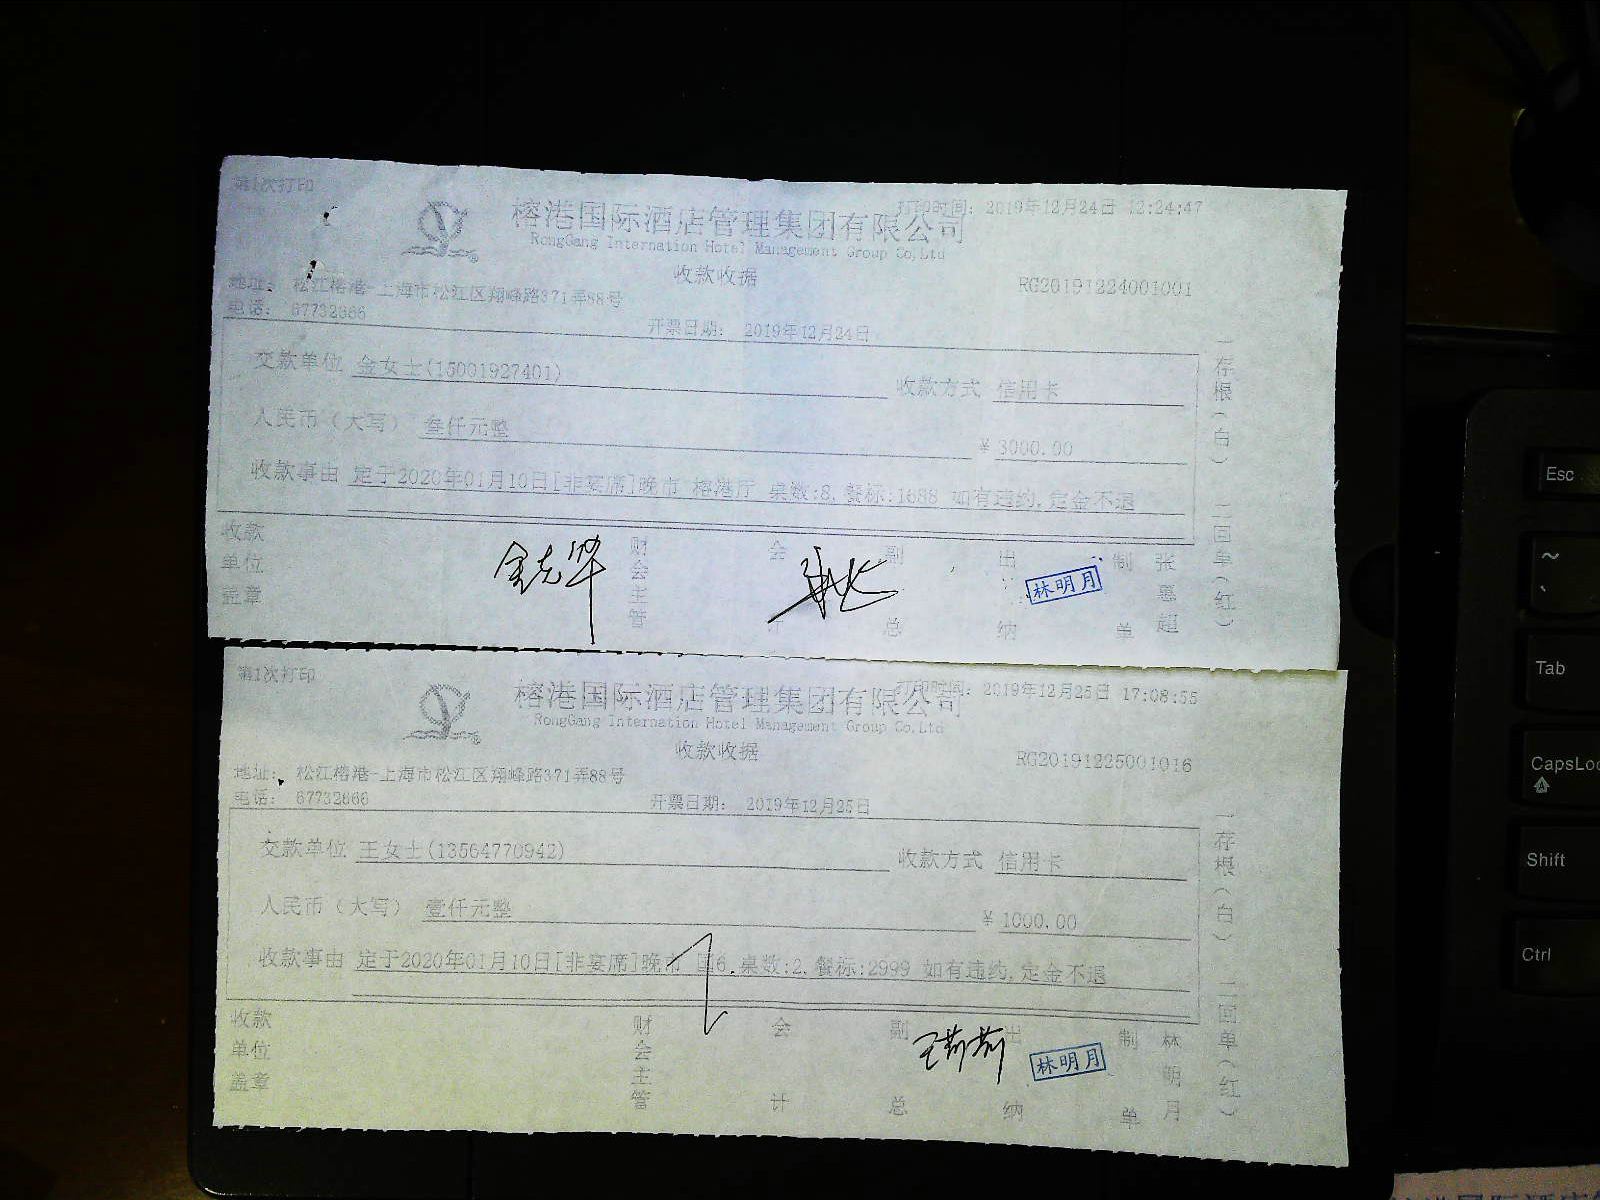 第1次打印
打印时间: 2019年12月24日 12:24:47
榕港国际酒店管理集团有限公司
RongGang Internation Hotel Management Group Co,Ltd
收款收据
RG20191224001001
地址: 松江榕港-上海市松江区翔峰路371弄88号
电话: 67732666
开票日期: 2019年12月24日
交款单位 金女士(15001927401)
收款方式 信用卡
人民币（大写） 叁仟元整
￥ 3000.00
收款事由 定于2020年01月10日[非宴席]晚市 榕港厅 桌数:8,餐标:1688 如有违约,定金不退
一存根(白) 二回单(红)
收款单位盖章
财会主管
会计
副总
出纳
林明月
制单
张惠超
第1次打印
打印时间: 2019年12月25日 17:08:55
榕港国际酒店管理集团有限公司
RongGang Internation Hotel Management Group Co,Ltd
收款收据
RG20191225001016
地址: 松江榕港-上海市松江区翔峰路371弄88号
电话: 67732666
开票日期: 2019年12月25日
交款单位 王女士(13564770942)
收款方式 信用卡
人民币（大写） 壹仟元整
￥ 1000.00
收款事由 定于2020年01月10日[非宴席]晚市 国6,桌数:2,餐标:2999 如有违约,定金不退
一存根(白) 二回单(红)
收款单位盖章
财会主管
会计
副总
王莉莉
出纳
林明月
制单
林明月
Esc
~
Tab
CapsLoc
Shift
Ctrl